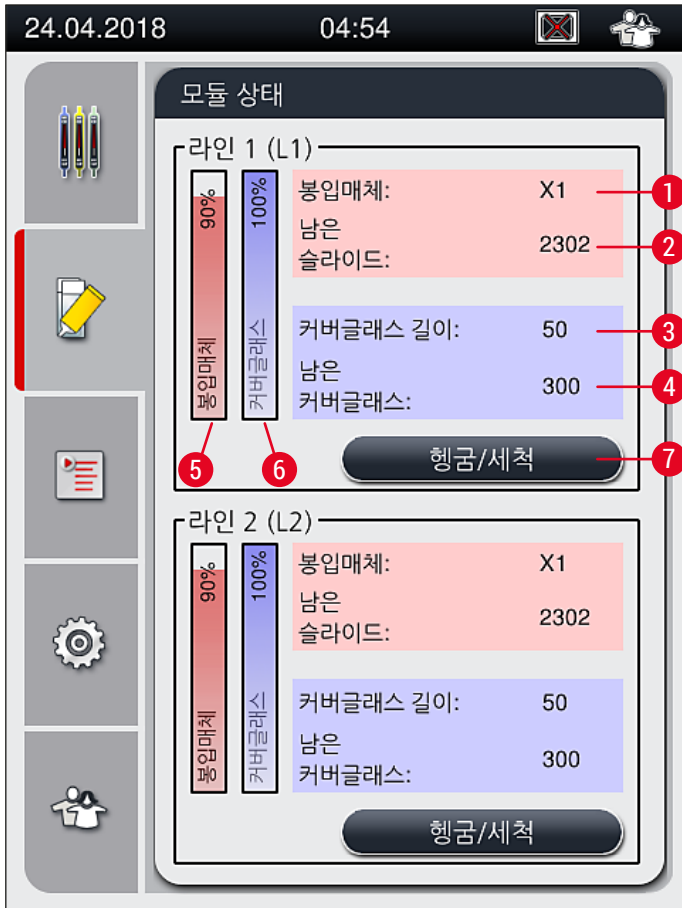 24.04.2018 04:54
모듈 상태
라인 1 (L1)
90%
봉입매체
100%
커버글래스
봉입매체: X1 1
남은
슬라이드: 2302 2
커버글래스 길이: 50 3
남은
커버글래스: 300 4
5 6
헹굼/세척 7
라인 2 (L2)
90%
봉입매체
100%
커버글래스
봉입매체: X1
남은
슬라이드: 2302
커버글래스 길이: 50
남은
커버글래스: 300
헹굼/세척